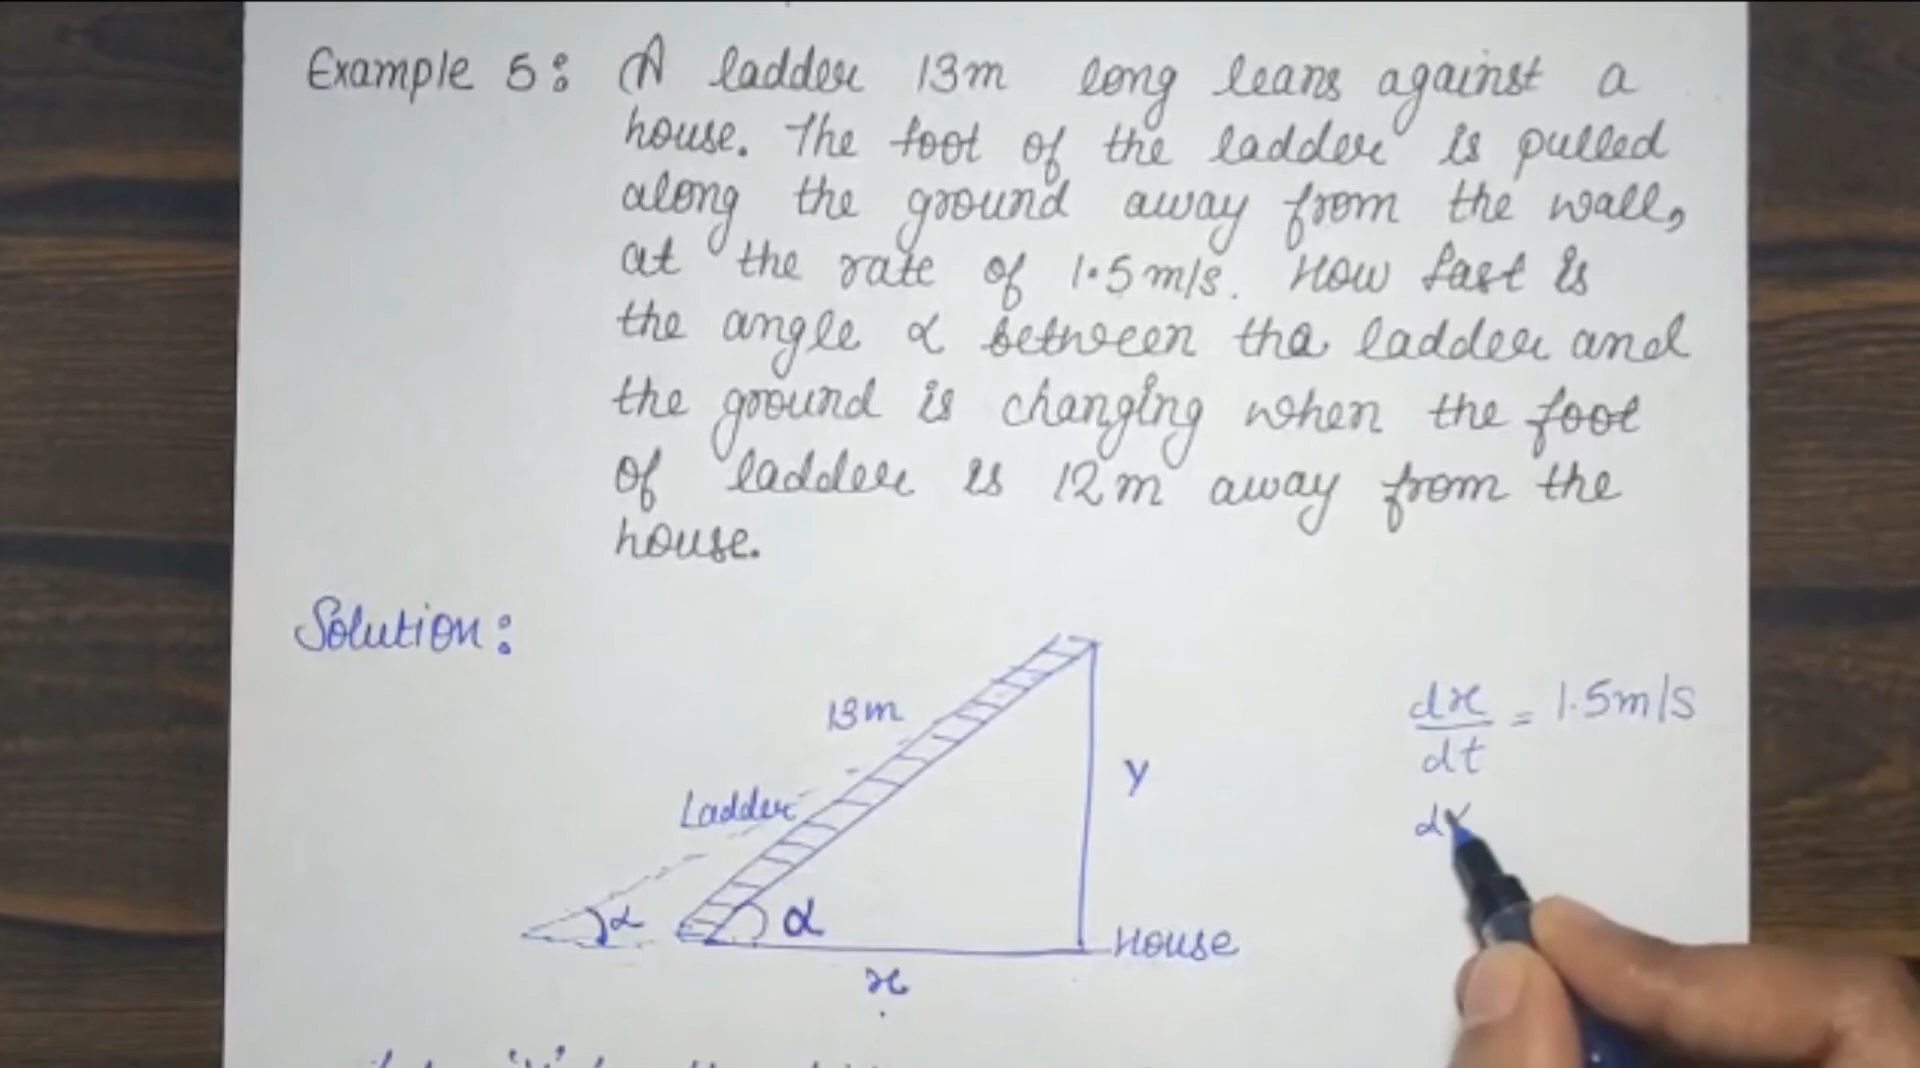 Example 5: A ladder 13m long leans against a
house. The foot of the ladder is pulled
along the ground away from the wall,
at the rate of 1.5m/s. How fast is
the angle α between the ladder and
the ground is changing when the foot
of ladder is 12m away from the
house.
Solution:
13m
dx/dt = 1.5m/s
y
Ladder
α
α
House
x